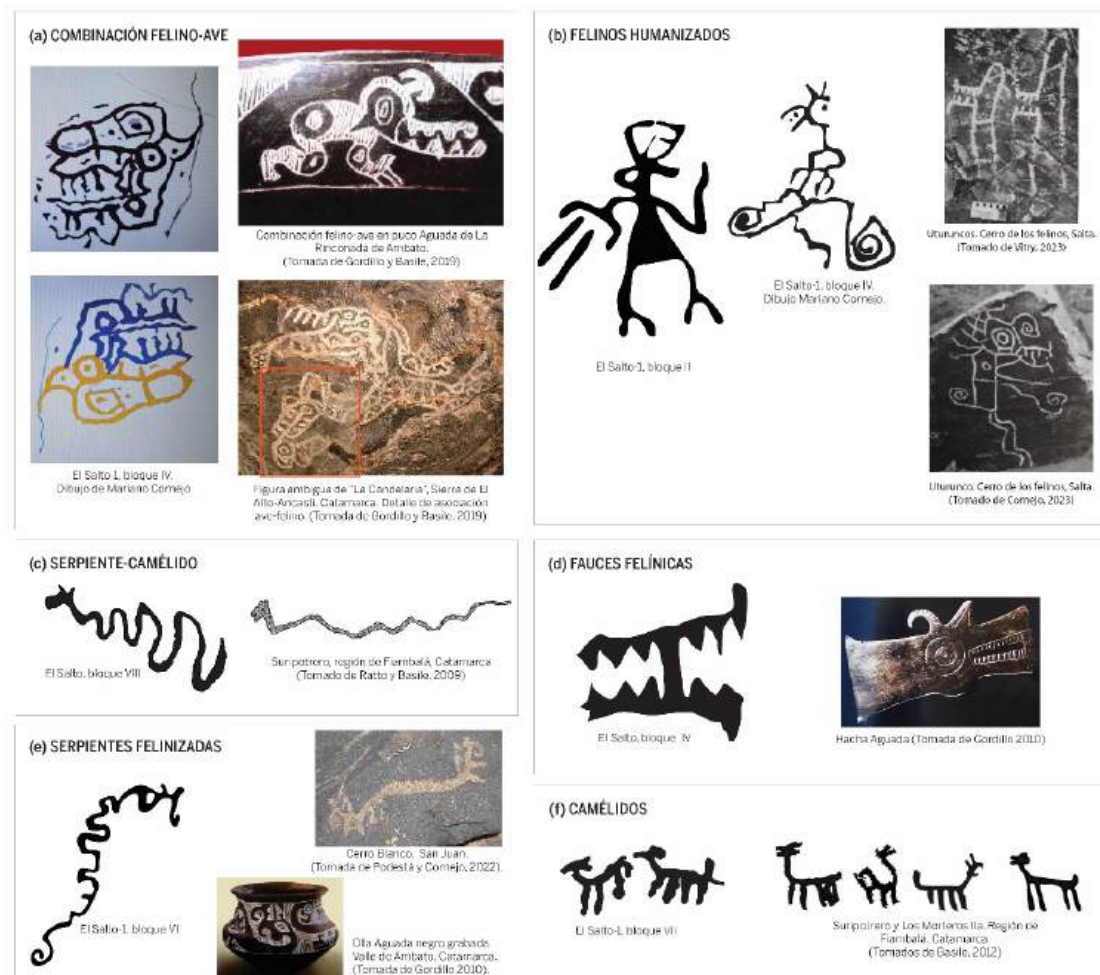 (a) COMBINACIÓN FELINO-AVE
Combinación felino-ave en puco Aguada de La
Rinconada de Ambato.
(Tomada de Gordillo y Basile, 2019)
El Salto-1, bloque IV.
Dibujo de Mariano Cornejo
Figura ambigua de "La Candelaria", Sierra de El
Alto-Ancasti, Catamarca. Detalle de asociación
ave-felino. (Tomada de Gordillo y Basile, 2019)
(b) FELINOS HUMANIZADOS
El Salto-1, bloque II
El Salto-1, bloque IV.
Dibujo Mariano Cornejo.
Uturuncos. Cerro de los felinos, Salta.
(Tomado de Vitry, 2023)
Uturunco. Cerro de los felinos, Salta.
(Tomado de Cornejo, 2023)
(c) SERPIENTE-CAMÉLIDO
El Salto, bloque VIII
Suripotrero, región de Fiambalá, Catamarca
(Tomado de Ratto y Basile, 2009)
(d) FAUCES FELÍNICAS
El Salto, bloque IV
Hacha Aguada (Tomada de Gordillo 2010)
(e) SERPIENTES FELINIZADAS
El Salto-1, bloque VI
Cerro Blanco, San Juan.
(Tomada de Podestá y Cornejo, 2022).
Olla Aguada negro grabada.
Valle de Ambato, Catamarca.
(Tomada de Gordillo 2010).
(f) CAMÉLIDOS
El Salto-1, bloque VII
Suripotrero y Los Morteros IIa. Región de
Fiambalá, Catamarca
(Tomados de Basile, 2012)